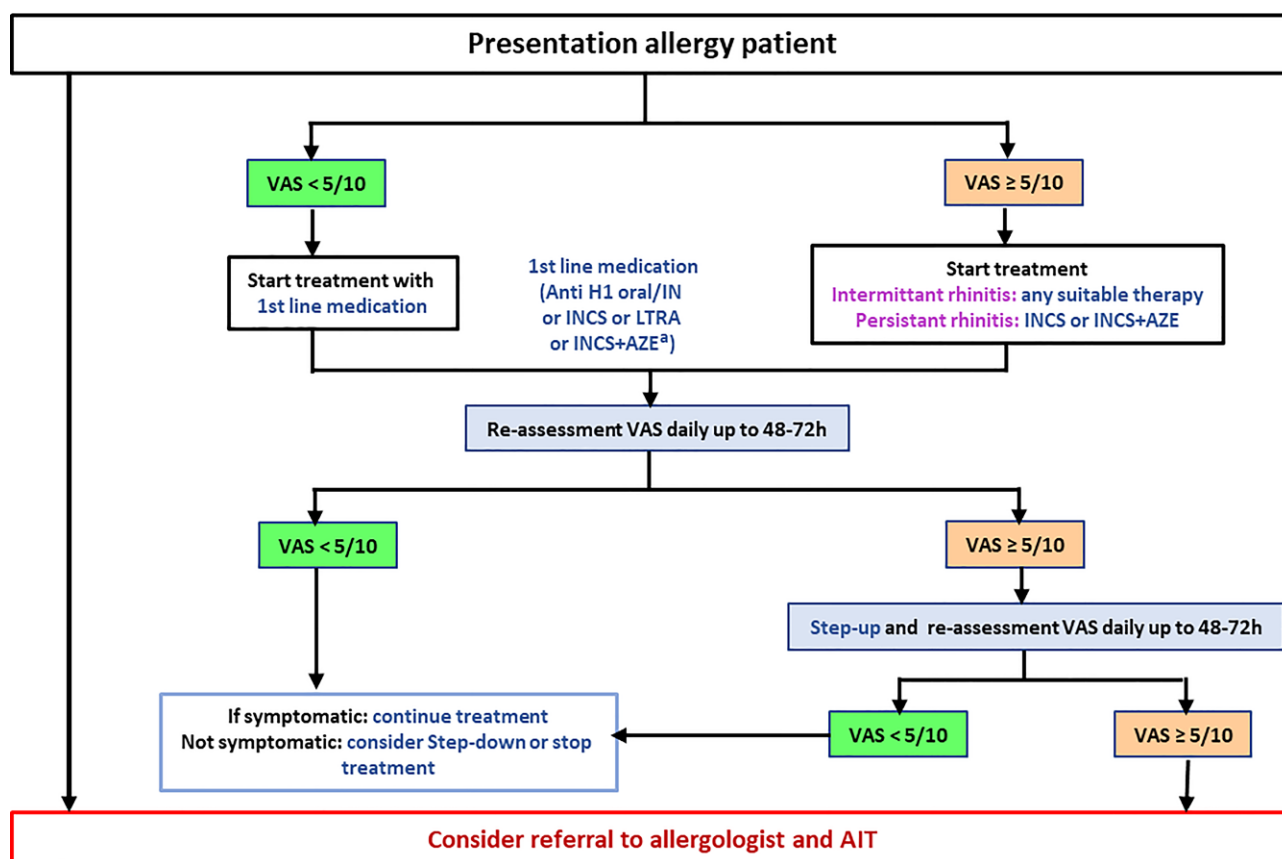 Presentation allergy patient
VAS < 5/10
VAS ≥ 5/10
Start treatment with
1st line medication
1st line medication
(Anti H1 oral/IN
or INCS or LTRA
or INCS+AZEᵃ)
Start treatment
Intermittant rhinitis: any suitable therapy
Persistant rhinitis: INCS or INCS+AZE
Re-assessment VAS daily up to 48-72h
VAS < 5/10
VAS ≥ 5/10
Step-up and re-assessment VAS daily up to 48-72h
If symptomatic: continue treatment
Not symptomatic: consider Step-down or stop
treatment
VAS < 5/10
VAS ≥ 5/10
Consider referral to allergologist and AIT